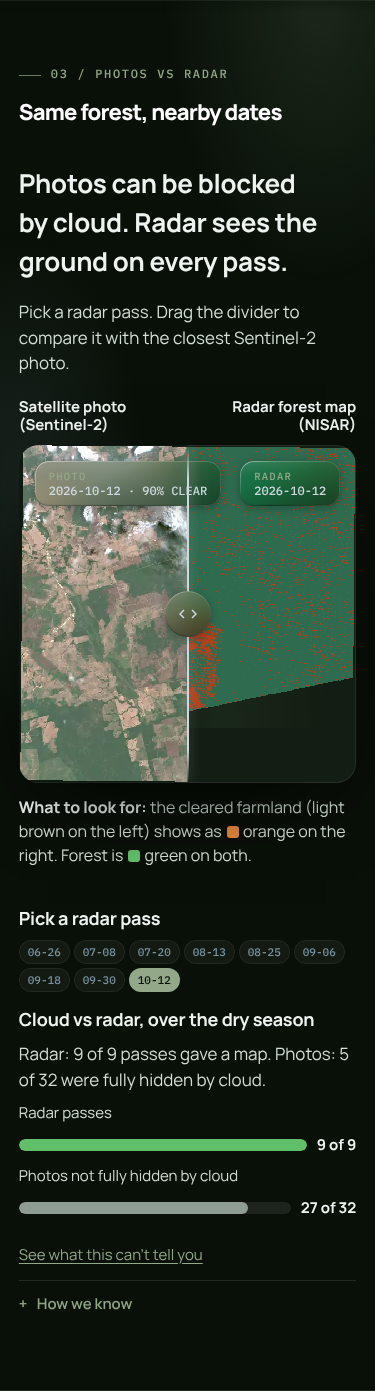 03 / PHOTOS VS RADAR
Same forest, nearby dates
Photos can be blocked
by cloud. Radar sees the
ground on every pass.
Pick a radar pass. Drag the divider to
compare it with the closest Sentinel-2
photo.
Satellite photo
(Sentinel-2)
Radar forest map
(NISAR)
PHOTO
2026-10-12 · 90% CLEAR
RADAR
2026-10-12
What to look for: the cleared farmland (light
brown on the left) shows as orange on the
right. Forest is green on both.
Pick a radar pass
06-26 07-08 07-20 08-13 08-25 09-06
09-18 09-30 10-12
Cloud vs radar, over the dry season
Radar: 9 of 9 passes gave a map. Photos: 5
of 32 were fully hidden by cloud.
Radar passes
9 of 9
Photos not fully hidden by cloud
27 of 32
See what this can't tell you
+ How we know